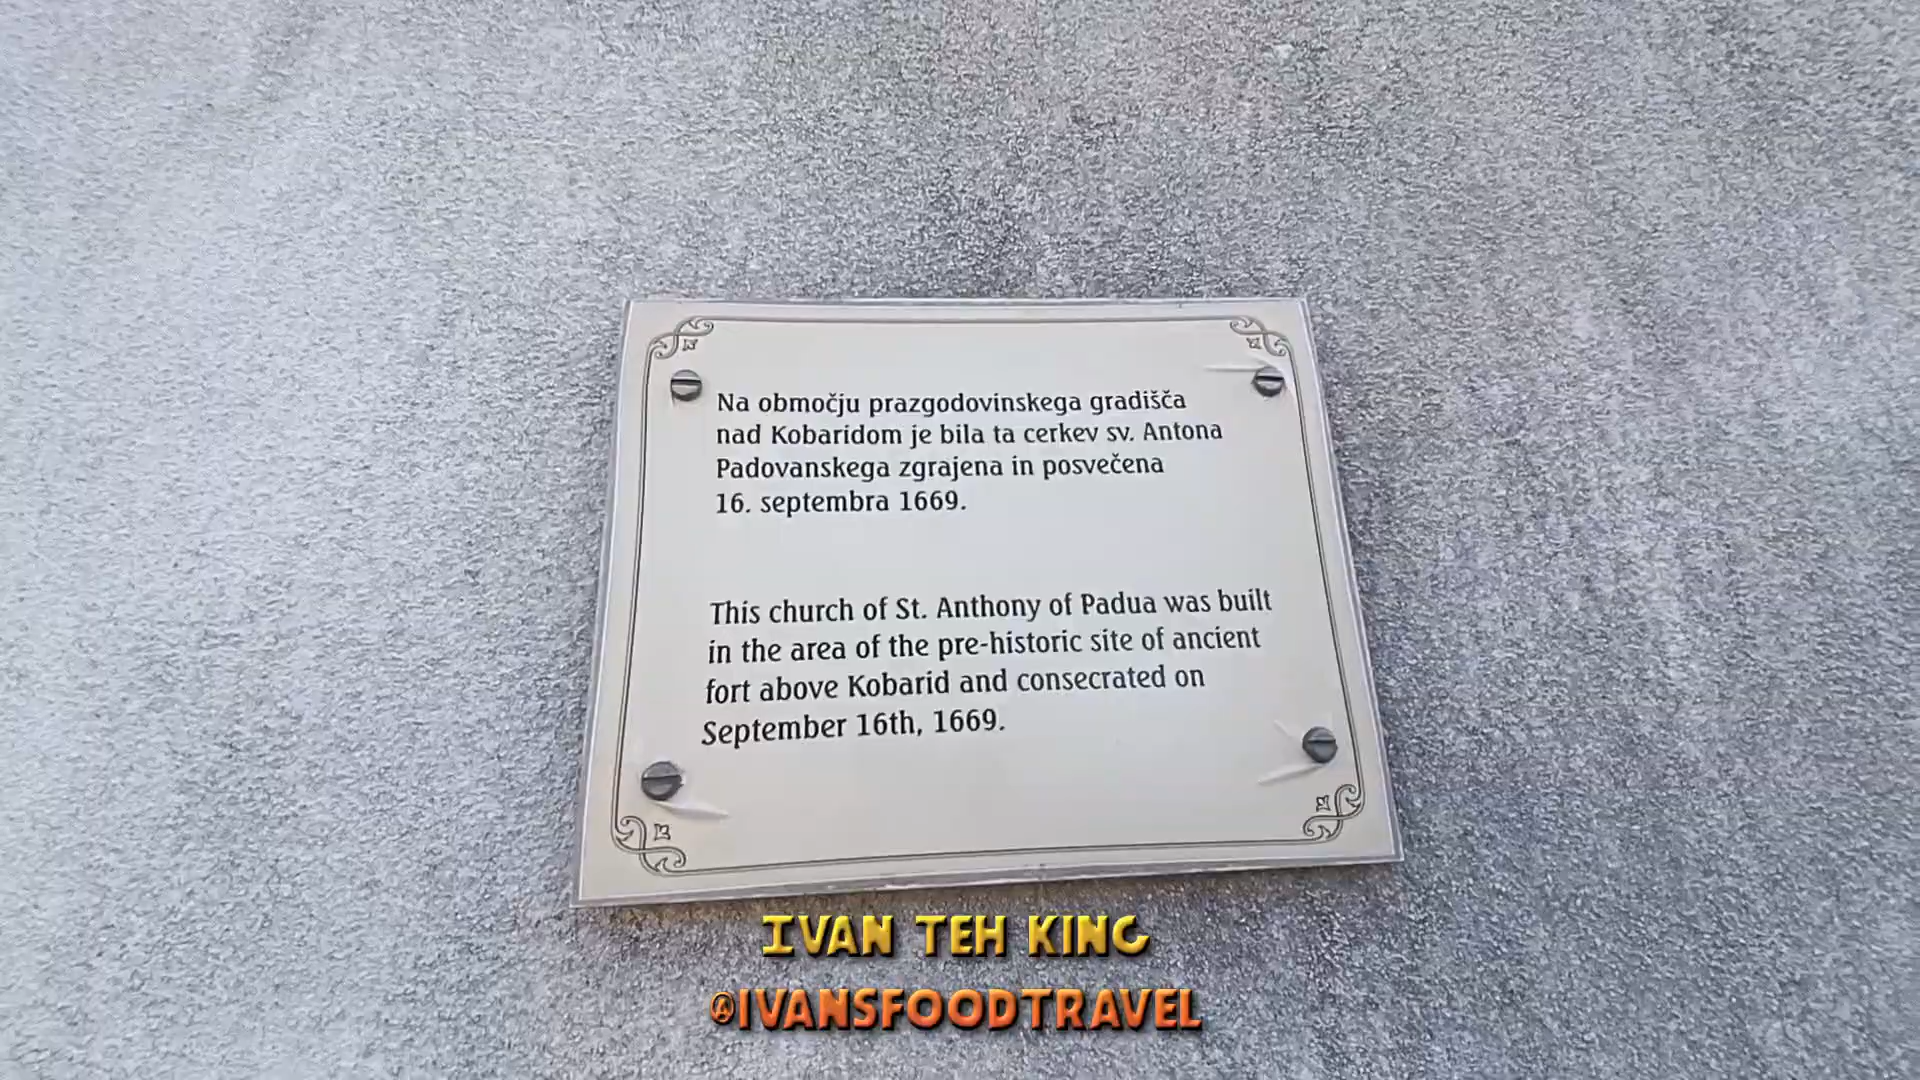 Na območju prazgodovinskega gradišča
nad Kobaridom je bila ta cerkev sv. Antona
Padovanskega zgrajena in posvečena
16. septembra 1669.
This church of St. Anthony of Padua was built
in the area of the pre-historic site of ancient
fort above Kobarid and consecrated on
September 16th, 1669.
IVAN TEH KING
@IVANSFOODTRAVEL